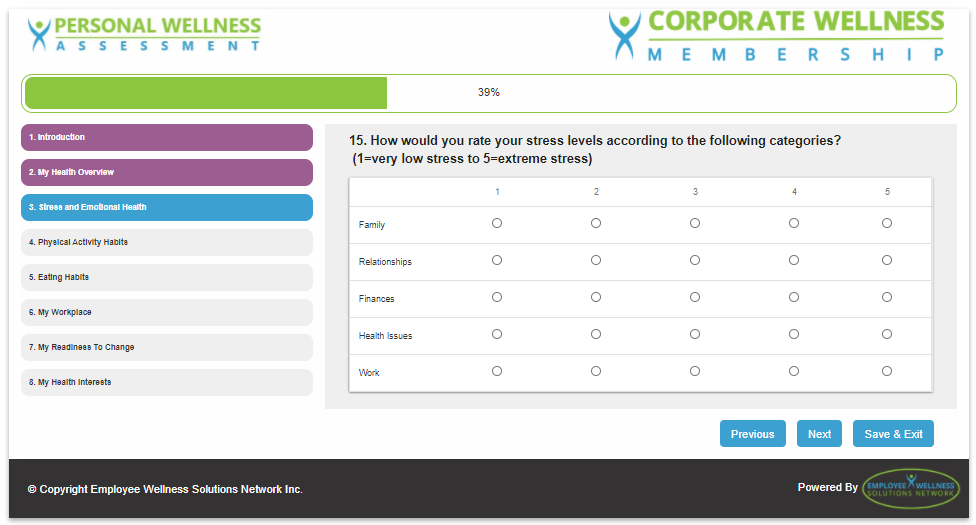 PERSONAL WELLNESS
ASSESSMENT
CORPORATE WELLNESS
MEMBERSHIP
39%
1. Introduction
2. My Health Overview
3. Stress and Emotional Health
4. Physical Activity Habits
5. Eating Habits
6. My Workplace
7. My Readiness To Change
8. My Health Interests
15. How would you rate your stress levels according to the following categories?
(1=very low stress to 5=extreme stress)
1 2 3 4 5
Family
Relationships
Finances
Health Issues
Work
Previous Next Save & Exit
© Copyright Employee Wellness Solutions Network Inc.
Powered By
EMPLOYEE WELLNESS
SOLUTIONS NETWORK